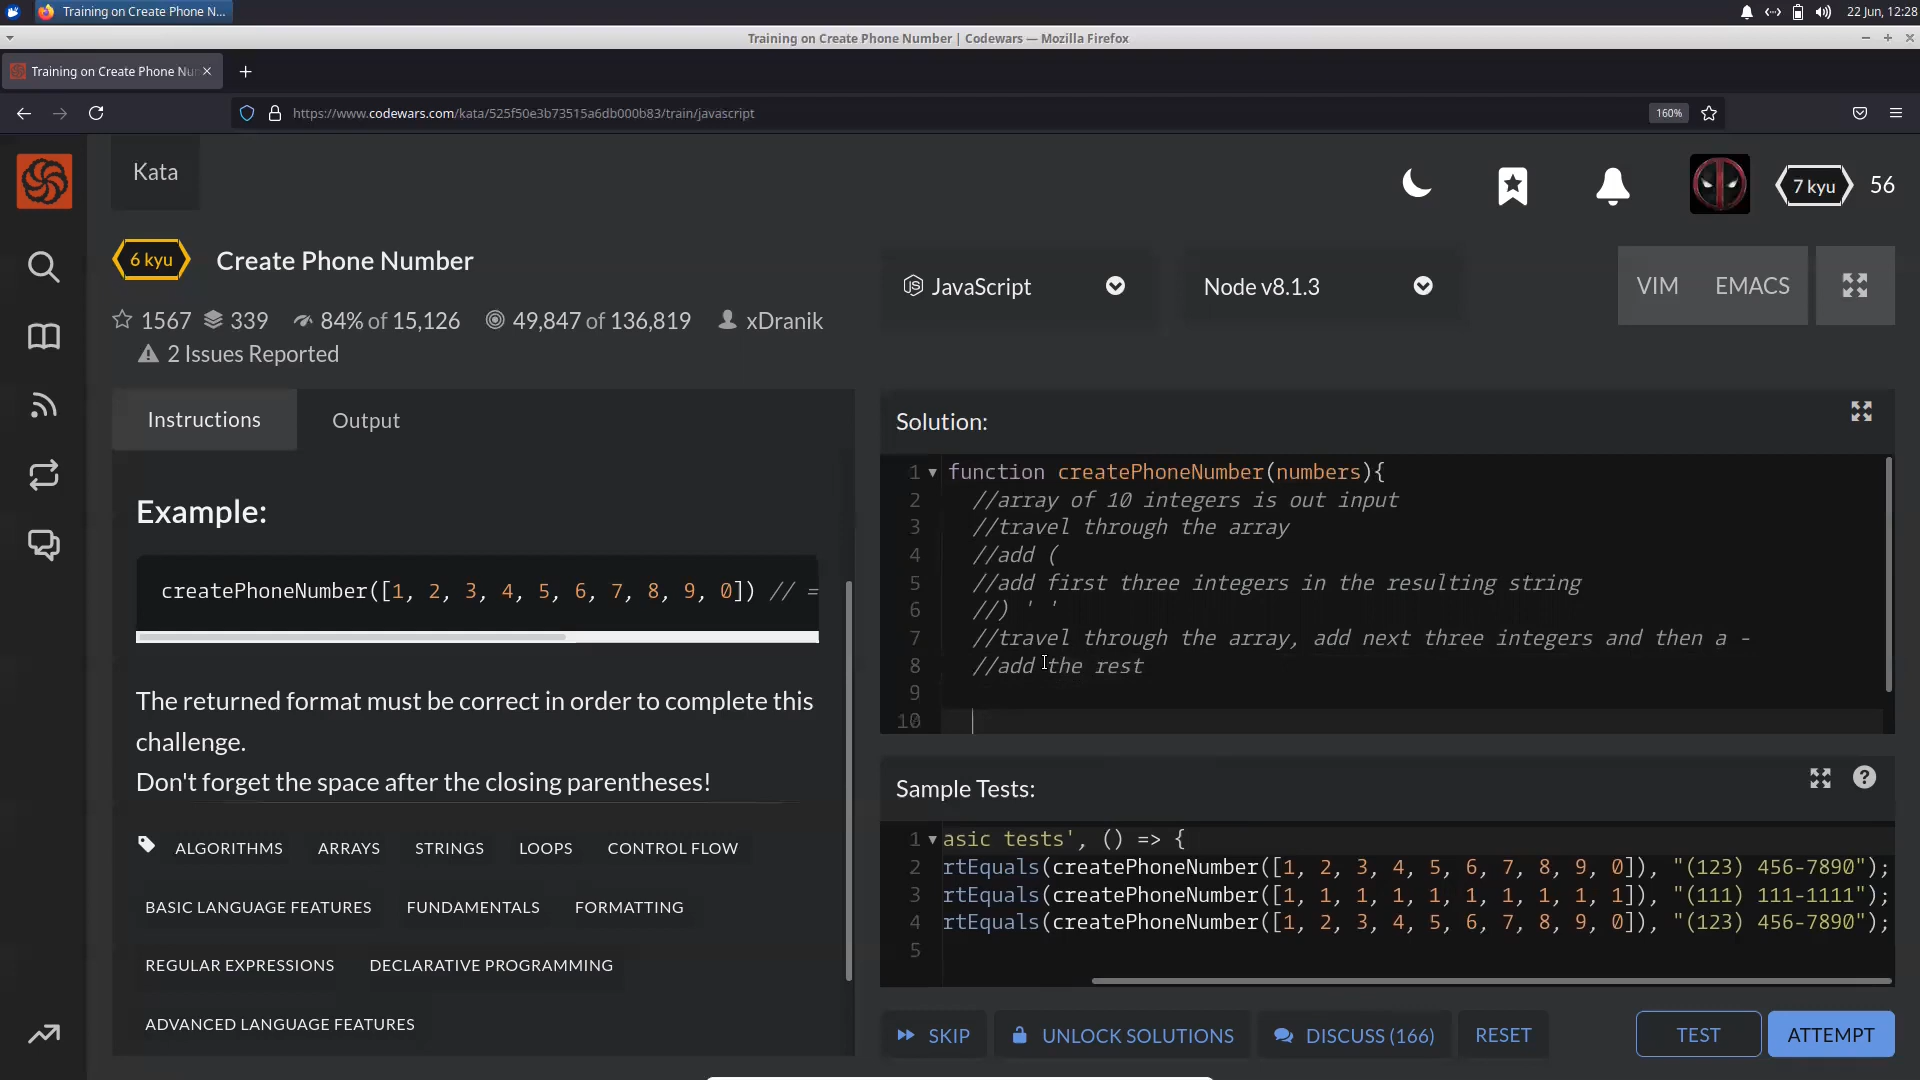 Training on Create Phone N...
22 Jun, 12:28
Training on Create Phone Number | Codewars — Mozilla Firefox
Training on Create Phone Nu
https://www.codewars.com/kata/525f50e3b73515a6db000b83/train/javascript
160%
Kata
7 kyu
56
6 kyu
Create Phone Number
1567 339 84% of 15,126 49,847 of 136,819 xDranik
2 Issues Reported
JavaScript
Node v8.1.3
VIM
EMACS
Instructions
Output
Example:
createPhoneNumber([1, 2, 3, 4, 5, 6, 7, 8, 9, 0]) // =
The returned format must be correct in order to complete this
challenge.
Don't forget the space after the closing parentheses!
ALGORITHMS ARRAYS STRINGS LOOPS CONTROL FLOW
BASIC LANGUAGE FEATURES FUNDAMENTALS FORMATTING
REGULAR EXPRESSIONS DECLARATIVE PROGRAMMING
ADVANCED LANGUAGE FEATURES
Solution:
1 function createPhoneNumber(numbers){
2 //array of 10 integers is out input
3 //travel through the array
4 //add (
5 //add first three integers in the resulting string
6 //) ' '
7 //travel through the array, add next three integers and then a -
8 //add the rest
9
10
Sample Tests:
1 asic tests', () => {
2 rtEquals(createPhoneNumber([1, 2, 3, 4, 5, 6, 7, 8, 9, 0]), "(123) 456-7890");
3 rtEquals(createPhoneNumber([1, 1, 1, 1, 1, 1, 1, 1, 1, 1]), "(111) 111-1111");
4 rtEquals(createPhoneNumber([1, 2, 3, 4, 5, 6, 7, 8, 9, 0]), "(123) 456-7890");
5
SKIP
UNLOCK SOLUTIONS
DISCUSS (166)
RESET
TEST
ATTEMPT